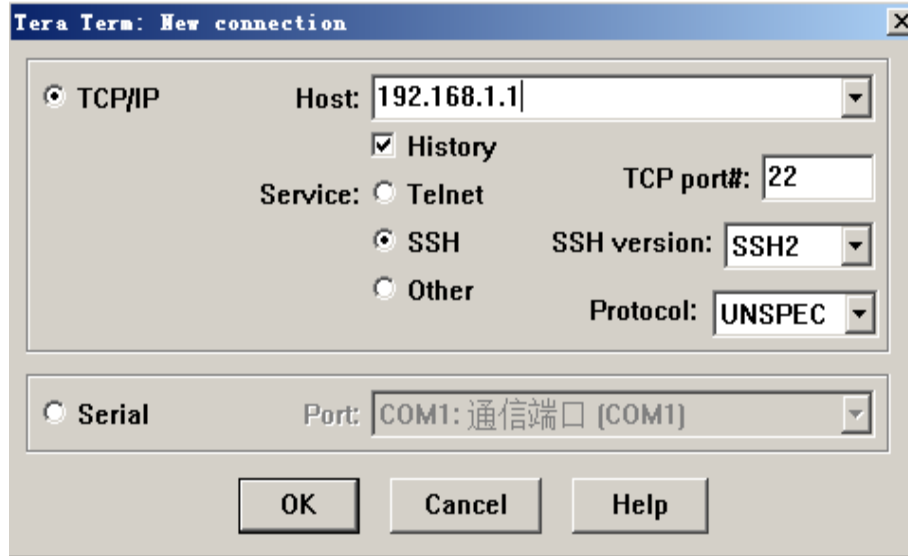 Tera Term: New connection
TCP/IP
Host: 192.168.1.1
History
Service: Telnet
TCP port#: 22
SSH
SSH version: SSH2
Other
Protocol: UNSPEC
Serial
Port: COM1: 通信端口 (COM1)
OK Cancel Help